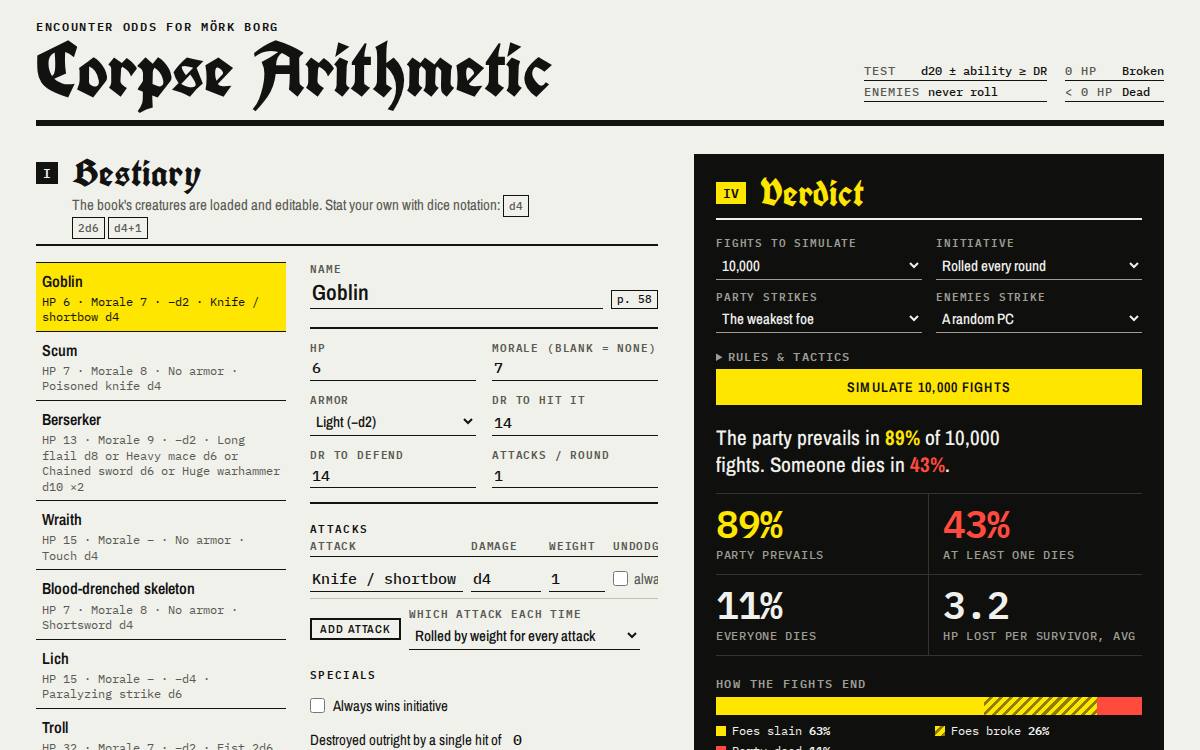 ENCOUNTER ODDS FOR MÖRK BORG
Corpse Arithmetic
TEST d20 ± ability ≥ DR
ENEMIES never roll
0 HP Broken
< 0 HP Dead
I Bestiary
The book's creatures are loaded and editable. Stat your own with dice notation: d4
2d6 d4+1
Goblin
HP 6 · Morale 7 · −d2 · Knife /
shortbow d4
Scum
HP 7 · Morale 8 · No armor ·
Poisoned knife d4
Berserker
HP 13 · Morale 9 · −d2 · Long
flail d8 or Heavy mace d6 or
Chained sword d6 or Huge warhammer
d10 ×2
Wraith
HP 15 · Morale – · No armor ·
Touch d4
Blood-drenched skeleton
HP 7 · Morale 8 · No armor ·
Shortsword d4
Lich
HP 15 · Morale – · −d4 ·
Paralyzing strike d6
Troll
HP 32 · Morale 7 · −d2 · Fist 2d6
NAME
Goblin
p. 58
HP
6
MORALE (BLANK = NONE)
7
ARMOR
Light (−d2)
DR TO HIT IT
14
DR TO DEFEND
14
ATTACKS / ROUND
1
ATTACKS
ATTACK DAMAGE WEIGHT UNDODG
Knife / shortbow d4 1 alwa
ADD ATTACK
WHICH ATTACK EACH TIME
Rolled by weight for every attack
SPECIALS
Always wins initiative
Destroyed outright by a single hit of 0
IV Verdict
FIGHTS TO SIMULATE
10,000
INITIATIVE
Rolled every round
PARTY STRIKES
The weakest foe
ENEMIES STRIKE
A random PC
▶ RULES & TACTICS
SIMULATE 10,000 FIGHTS
The party prevails in 89% of 10,000
fights. Someone dies in 43%.
89%
PARTY PREVAILS
43%
AT LEAST ONE DIES
11%
EVERYONE DIES
3.2
HP LOST PER SURVIVOR, AVG
HOW THE FIGHTS END
Foes slain 63%
Foes broke 26%
Party dead 11%